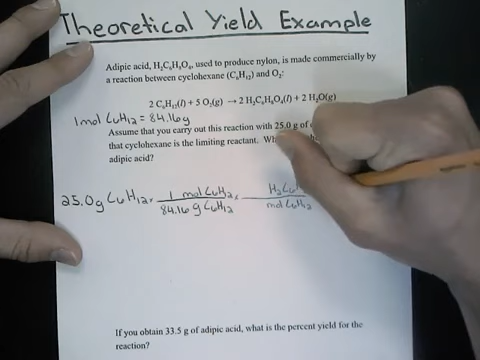 Theoretical Yield Example
Adipic acid, H₂C₆H₈O₄, used to produce nylon, is made commercially by
a reaction between cyclohexane (C₆H₁₂) and O₂:
2 C₆H₁₂(l) + 5 O₂(g) → 2 H₂C₆H₈O₄(l) + 2 H₂O(g)
1 mol C₆H₁₂ = 84.16g
Assume that you carry out this reaction with 25.0 g of
that cyclohexane is the limiting reactant.
adipic acid?
25.0g C₆H₁₂ × 1 mol C₆H₁₂ × H₂C₆H
84.16 g C₆H₁₂ mol C₆H₁₂
If you obtain 33.5 g of adipic acid, what is the percent yield for the
reaction?